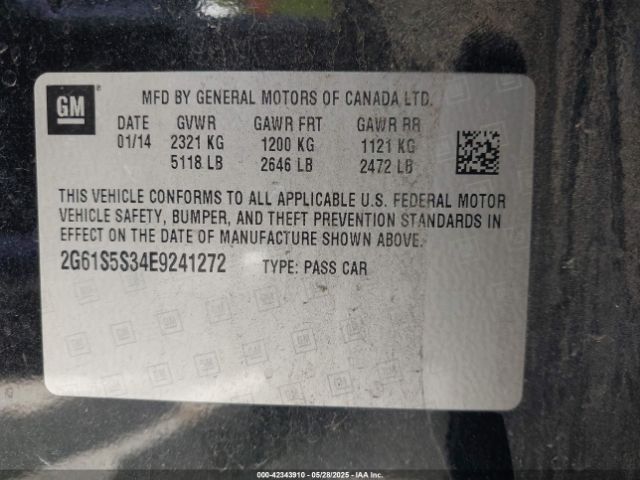 GM
MFD BY GENERAL MOTORS OF CANADA LTD.
DATE GVWR GAWR FRT GAWR RR
01/14 2321 KG 1200 KG 1121 KG
5118 LB 2646 LB 2472 LB
THIS VEHICLE CONFORMS TO ALL APPLICABLE U.S. FEDERAL MOTOR
VEHICLE SAFETY, BUMPER, AND THEFT PREVENTION STANDARDS IN
EFFECT ON THE DATE OF MANUFACTURE SHOWN ABOVE.
2G61S5S34E9241272 TYPE: PASS CAR
000-42343910 - 05/28/2025 - IAAI.COM